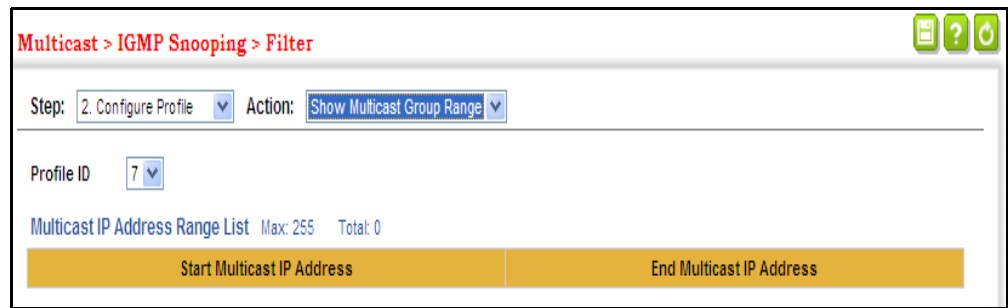 Multicast > IGMP Snooping > Filter
Step: 2. Configure Profile Action: Show Multicast Group Range
Profile ID 7
Multicast IP Address Range List Max: 255 Total: 0
Start Multicast IP Address End Multicast IP Address